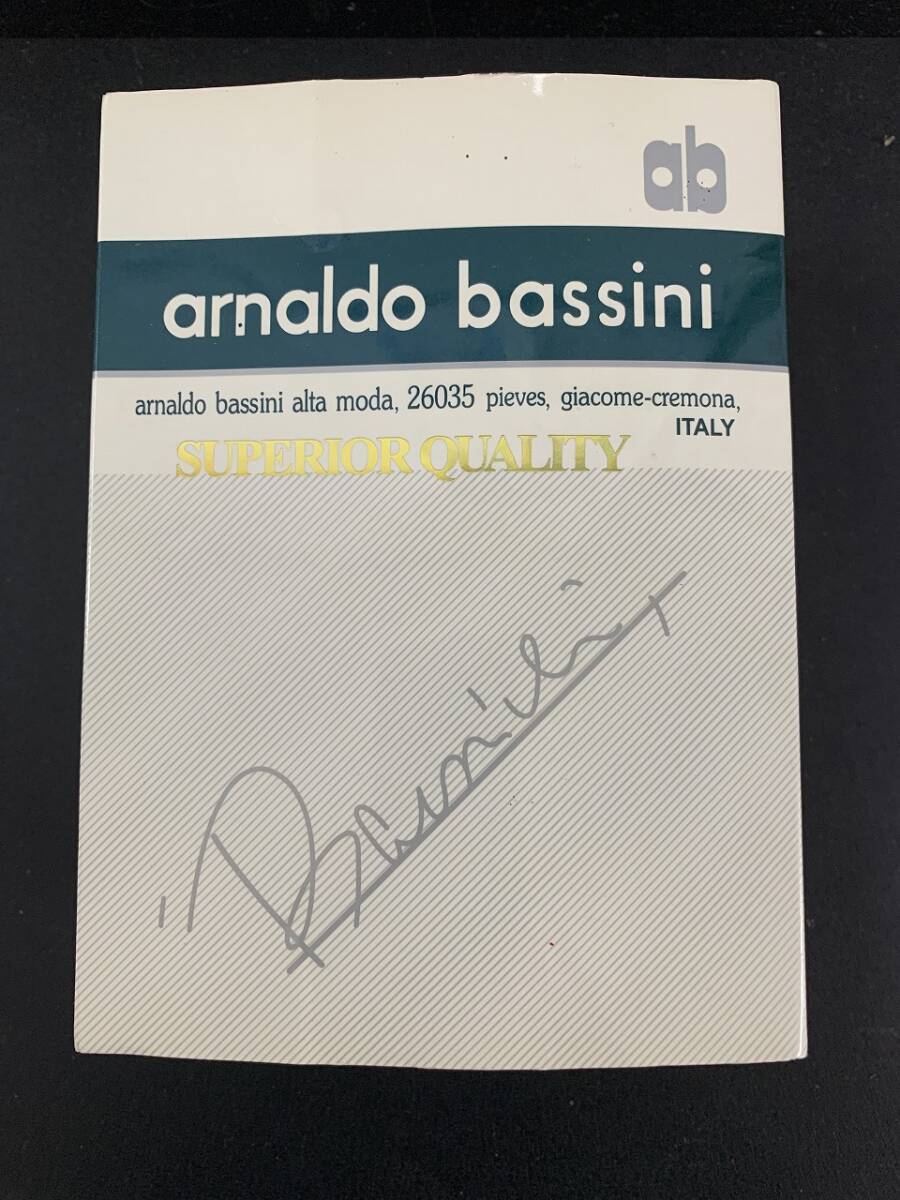 ab
arnaldo bassini
arnaldo bassini alta moda, 26035 pieves, giacome-cremona,
ITALY
SUPERIOR QUALITY